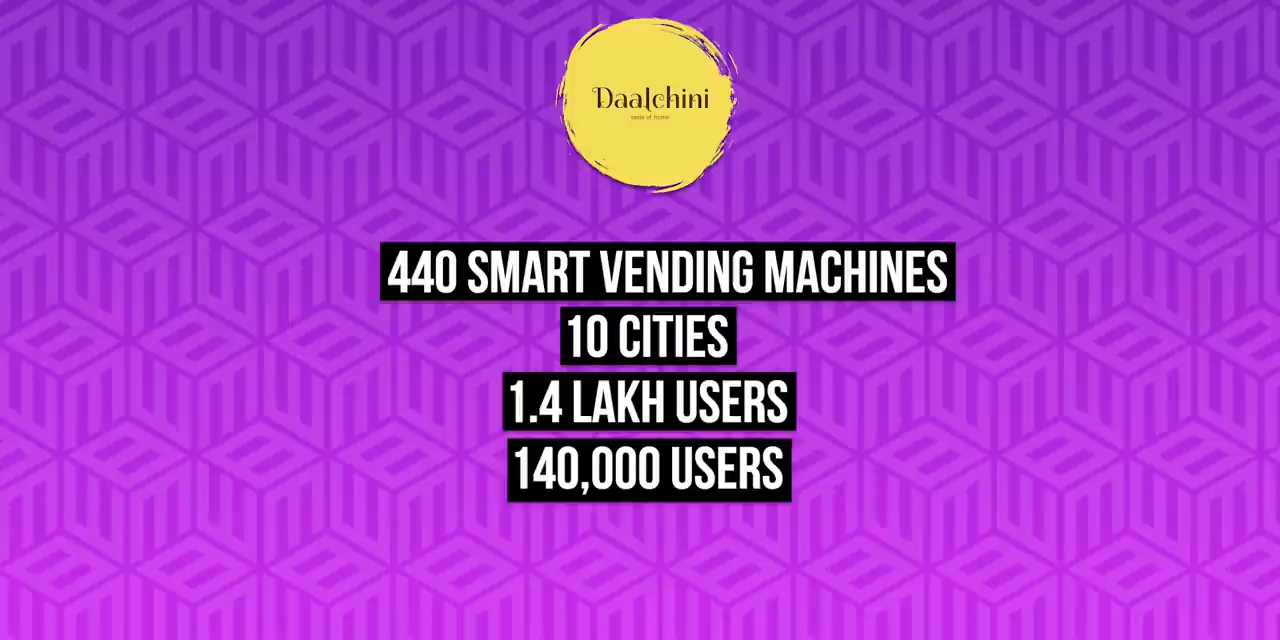 Daalchini
taste of home
440 SMART VENDING MACHINES
10 CITIES
1.4 LAKH USERS
140,000 USERS